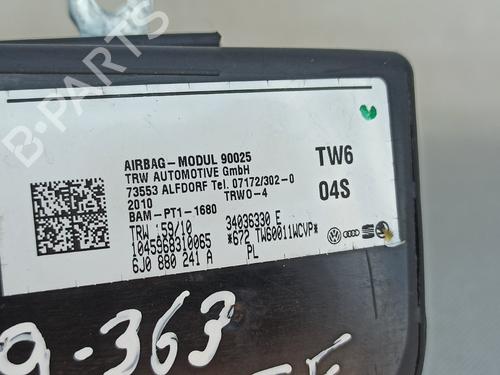 AIRBAG-MODUL 90025
TRW AUTOMOTIVE GmbH
73553 ALFDORF Tel. 07172/302-0
2010 TRWO-4
BAM-PT1-1680
TRW 59/10 34036330 E
1045968310065 *672 TW60011WCVP*
6J0 880 241 A PL
TW6
04S
B-PARTS
9-363